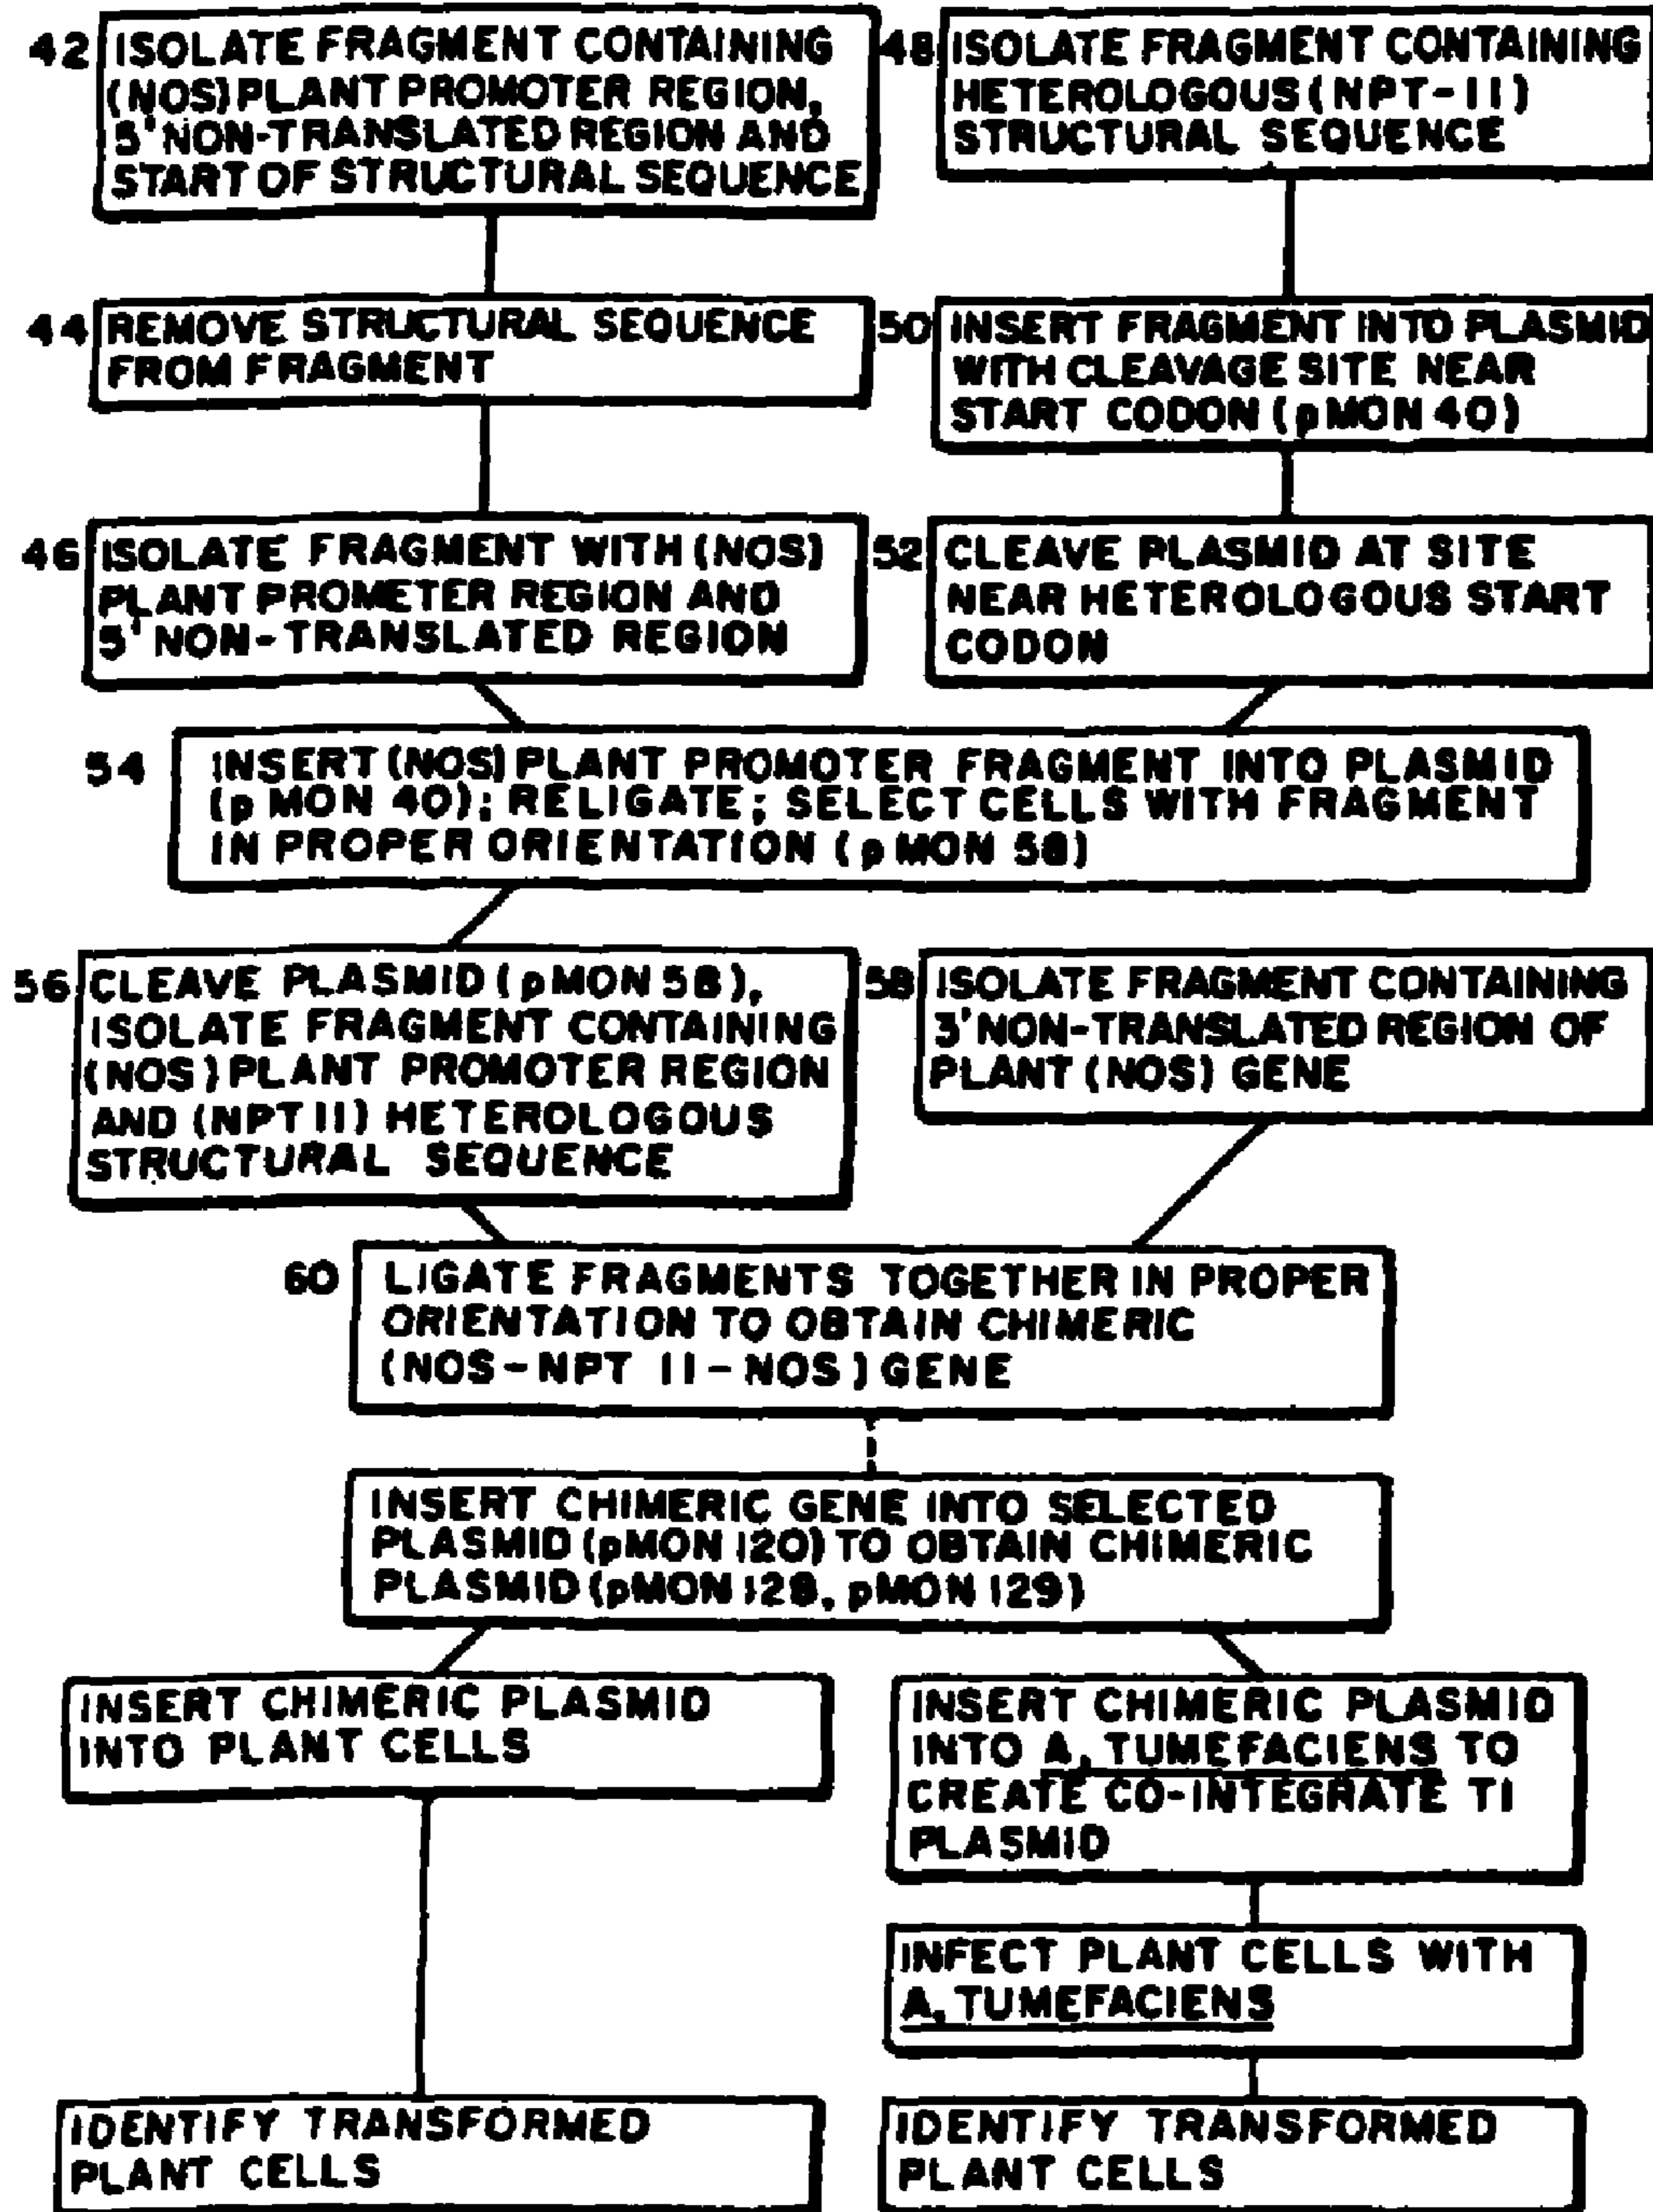 42 ISOLATE FRAGMENT CONTAINING
(NOS) PLANT PROMOTER REGION,
5' NON-TRANSLATED REGION AND
START OF STRUCTURAL SEQUENCE
48 ISOLATE FRAGMENT CONTAINING
HETEROLOGOUS (NPT-II)
STRUCTURAL SEQUENCE
44 REMOVE STRUCTURAL SEQUENCE
FROM FRAGMENT
50 INSERT FRAGMENT INTO PLASMID
WITH CLEAVAGE SITE NEAR
START CODON (pMON 40)
46 ISOLATE FRAGMENT WITH (NOS)
PLANT PROMETER REGION AND
5' NON-TRANSLATED REGION
52 CLEAVE PLASMID AT SITE
NEAR HETEROLOGOUS START
CODON
54 INSERT (NOS) PLANT PROMOTER FRAGMENT INTO PLASMID
(pMON 40); RELIGATE; SELECT CELLS WITH FRAGMENT
IN PROPER ORIENTATION (pMON 58)
56 CLEAVE PLASMID (pMON 58),
ISOLATE FRAGMENT CONTAINING
(NOS) PLANT PROMOTER REGION
AND (NPT II) HETEROLOGOUS
STRUCTURAL SEQUENCE
58 ISOLATE FRAGMENT CONTAINING
3' NON-TRANSLATED REGION OF
PLANT (NOS) GENE
60 LIGATE FRAGMENTS TOGETHER IN PROPER
ORIENTATION TO OBTAIN CHIMERIC
(NOS-NPT II-NOS) GENE
INSERT CHIMERIC GENE INTO SELECTED
PLASMID (pMON 120) TO OBTAIN CHIMERIC
PLASMID (pMON 128, pMON 129)
INSERT CHIMERIC PLASMID
INTO PLANT CELLS
INSERT CHIMERIC PLASMID
INTO A. TUMEFACIENS TO
CREATE CO-INTEGRATE TI
PLASMID
INFECT PLANT CELLS WITH
A. TUMEFACIENS
IDENTIFY TRANSFORMED
PLANT CELLS
IDENTIFY TRANSFORMED
PLANT CELLS